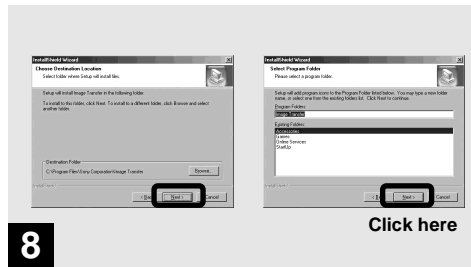 InstallShield Wizard
Choose Destination Location
Select folder where Setup will install files.
Setup will install Image Transfer in the following folder.
To install to this folder, click Next. To install to a different folder, click Browse and select
another folder.
Destination Folder
C:\Program Files\Sony Corporation\Image Transfer
Browse...
InstallShield
< Back
Next >
Cancel
InstallShield Wizard
Select Program Folder
Please select a program folder.
Setup will add program icons to the Program Folder listed below. You may type a new folder
name, or select one from the existing folders list. Click Next to continue.
Program Folders:
Image Transfer
Existing Folders:
Accessories
Games
Online Services
StartUp
InstallShield
Next >
Cancel
Click here
8